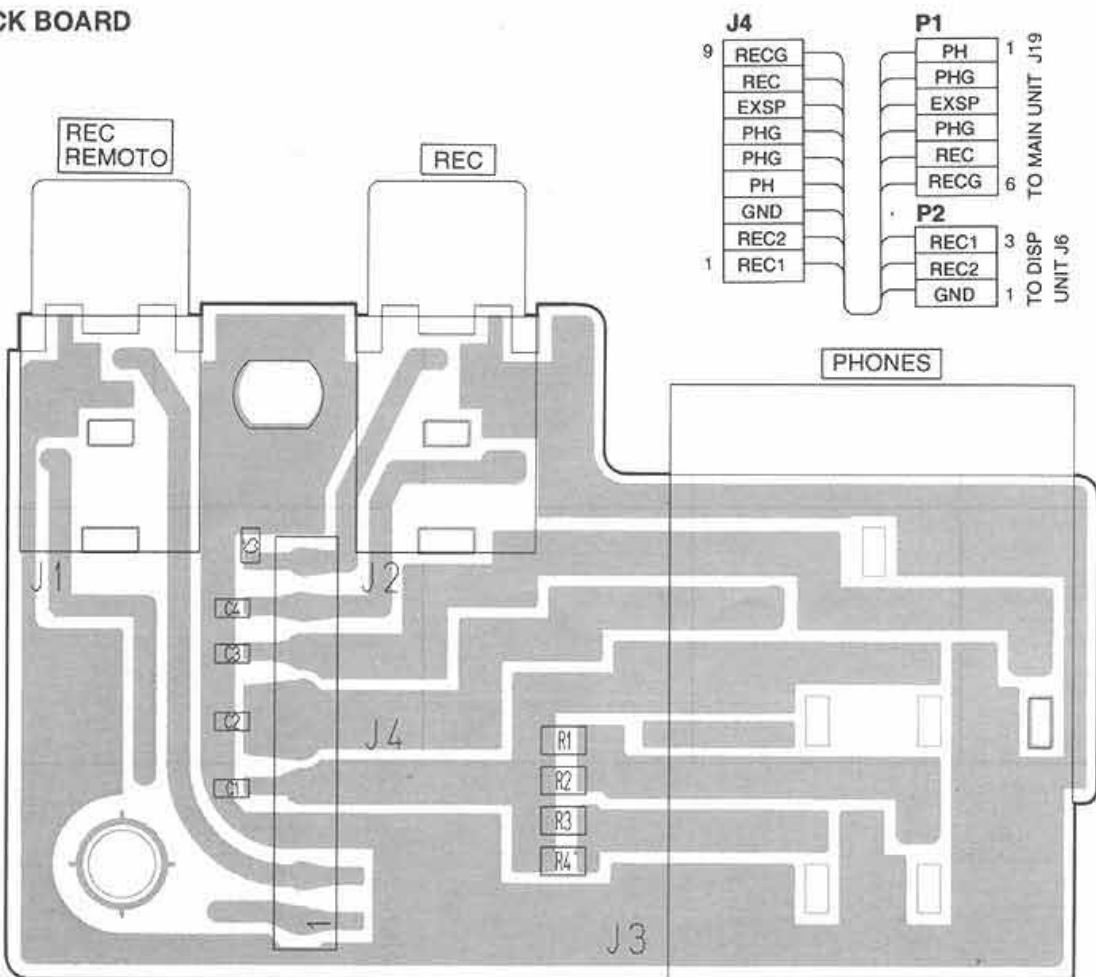 CK BOARD
REC
REMOTO
REC
J4
9 RECG
REC
EXSP
PHG
PHG
PH
GND
REC2
1 REC1
P1
PH 1
PHG
EXSP
PHG
REC
RECG 6
TO MAIN UNIT J19
P2
REC1 3
REC2
GND 1
TO DISP
UNIT J6
PHONES
J1
J2
C4
C3
C2
C1
J4
R1
R2
R3
R4
1
J3